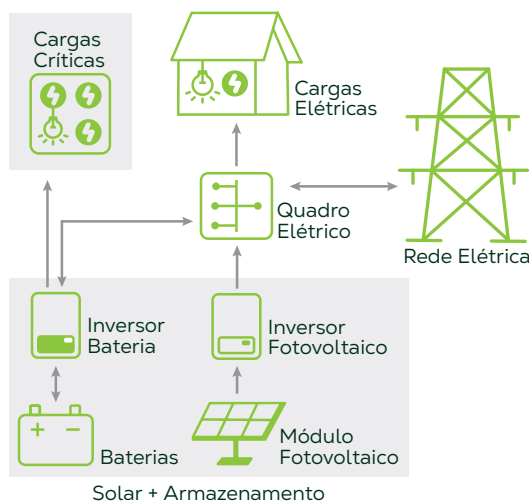 Cargas
Críticas
Cargas
Elétricas
Quadro
Elétrico
Rede Elétrica
Inversor
Bateria
Inversor
Fotovoltaico
Baterias
Módulo
Fotovoltaico
Solar + Armazenamento